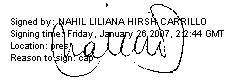 Signed by: NAHIL LILIANA HIRSH CARRILLO
Signing time: Friday, January 26 2007, 2:2:44 GMT
Location: pres
Reason to sign: cap